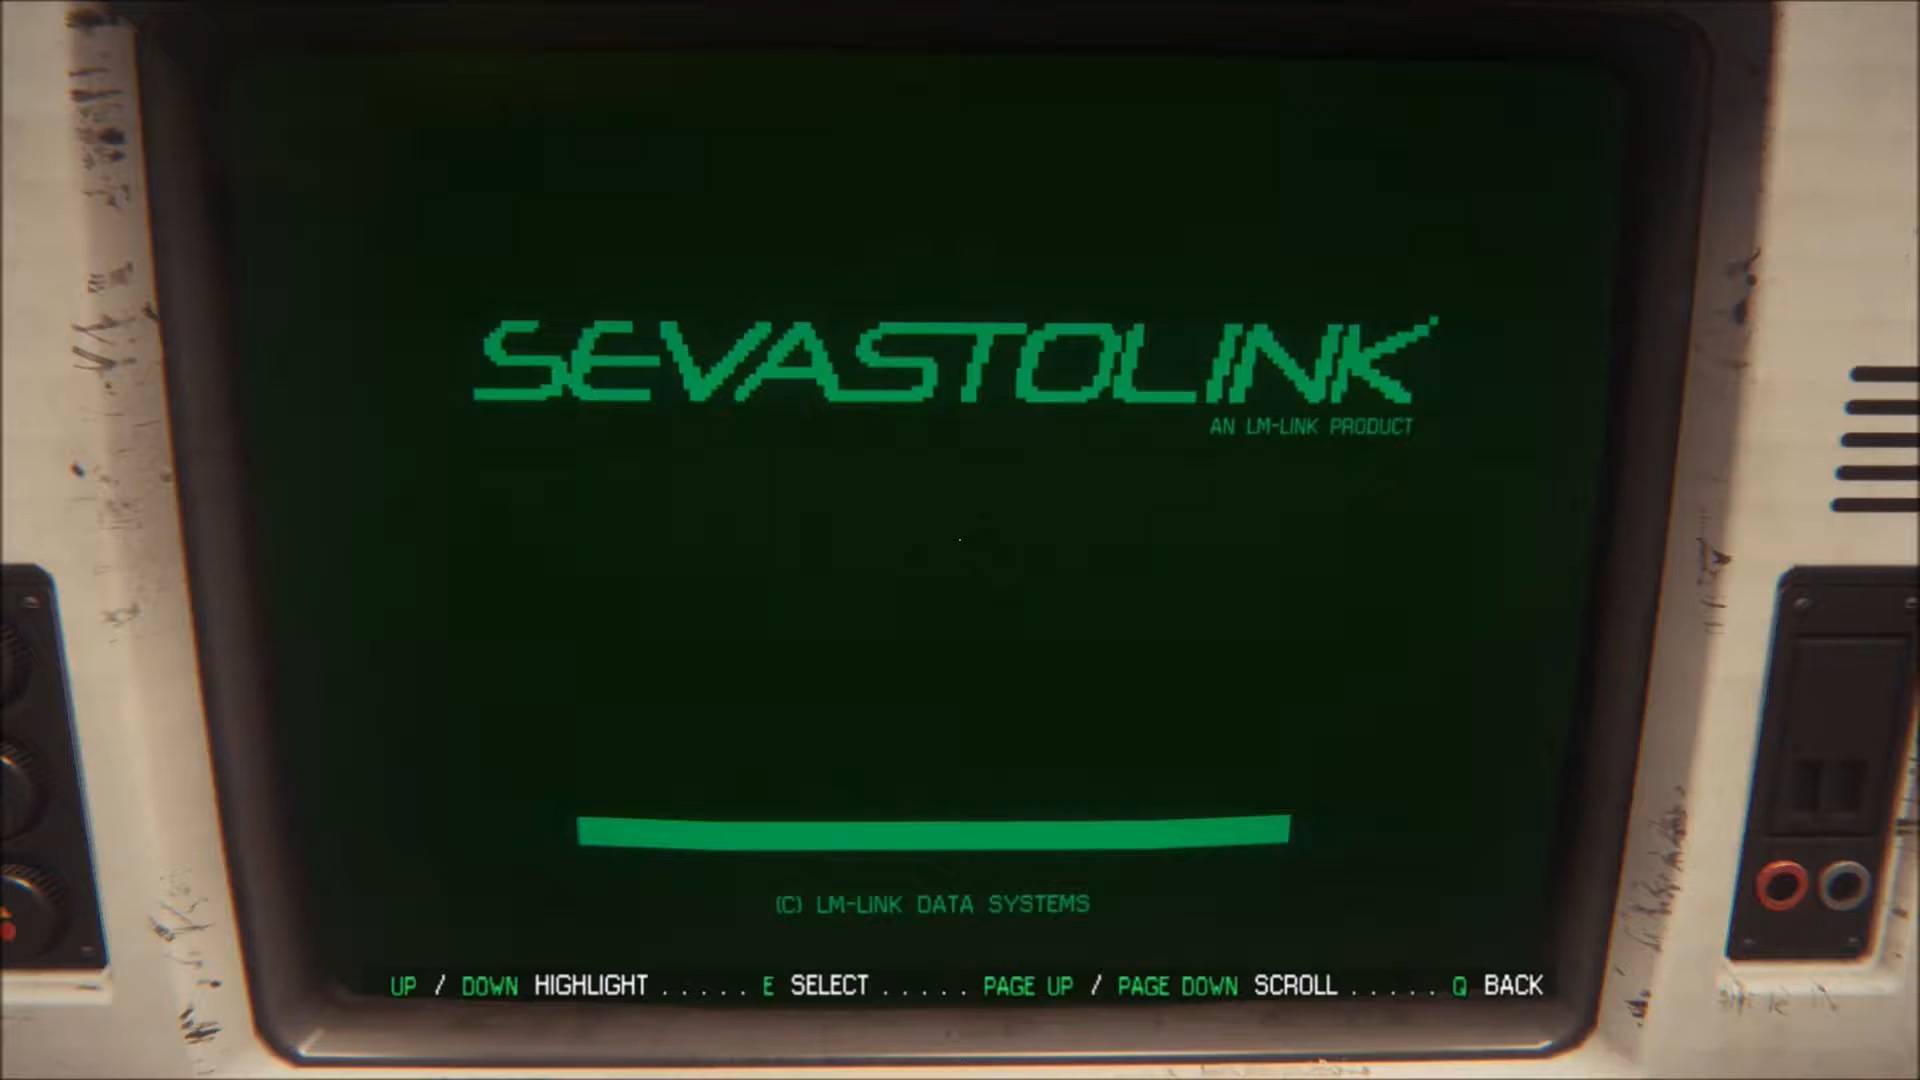 SEVASTOLINK
AN LM-LINK PRODUCT
(C) LM-LINK DATA SYSTEMS
UP / DOWN HIGHLIGHT ..... E SELECT ..... PAGE UP / PAGE DOWN SCROLL ..... Q BACK